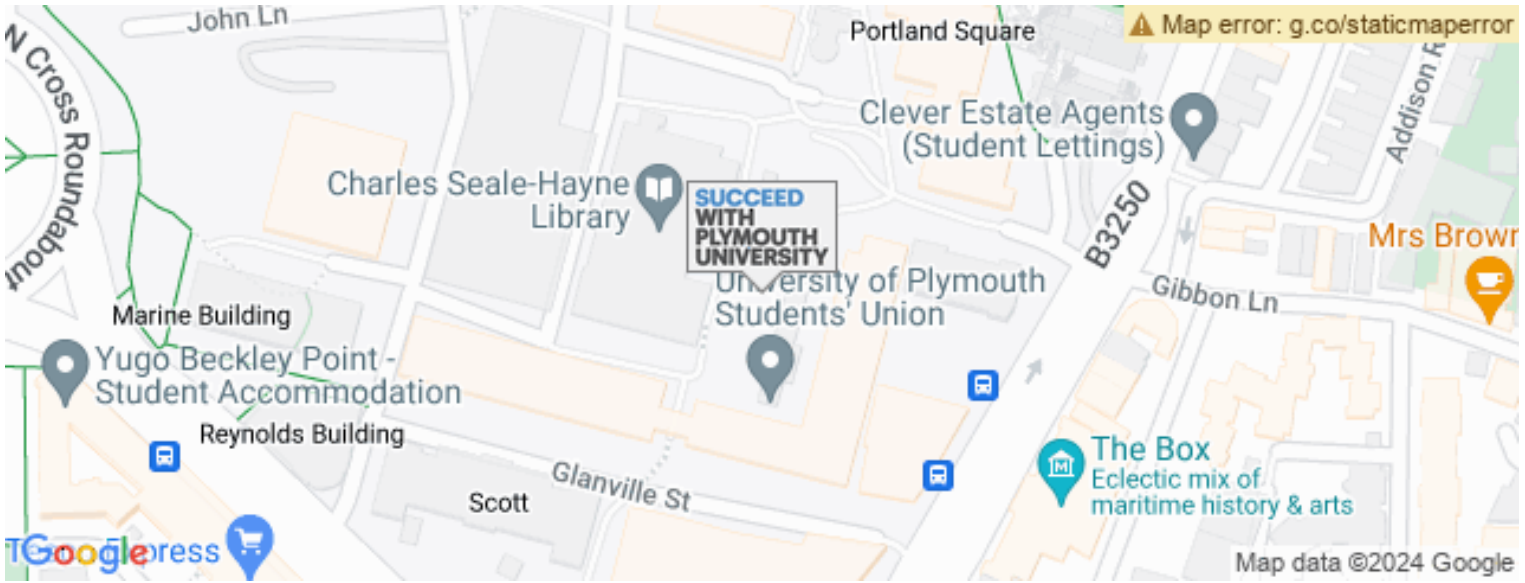 John Ln
Portland Square
Map error: g.co/staticmaperror
N Cross Roundabout
Addison R
Clever Estate Agents
(Student Lettings)
Charles Seale-Hayne
Library
SUCCEED
WITH
PLYMOUTH
UNIVERSITY
B3250
Mrs Brown
University of Plymouth
Students' Union
Gibbon Ln
Marine Building
Yugo Beckley Point -
Student Accommodation
Reynolds Building
Glanville St
The Box
Eclectic mix of
maritime history & arts
Scott
Google
Map data ©2024 Google